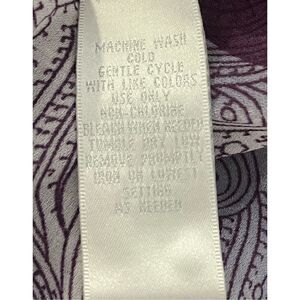 MACHINE WASH
COLD
GENTLE CYCLE
WITH LIKE COLORS
USE ONLY
NON-CHLORINE
BLEACH WHEN NEEDED
TUMBLE DRY LOW
REMOVE PROMPTLY
IRON ON LOWEST
SETTING
AS NEEDED